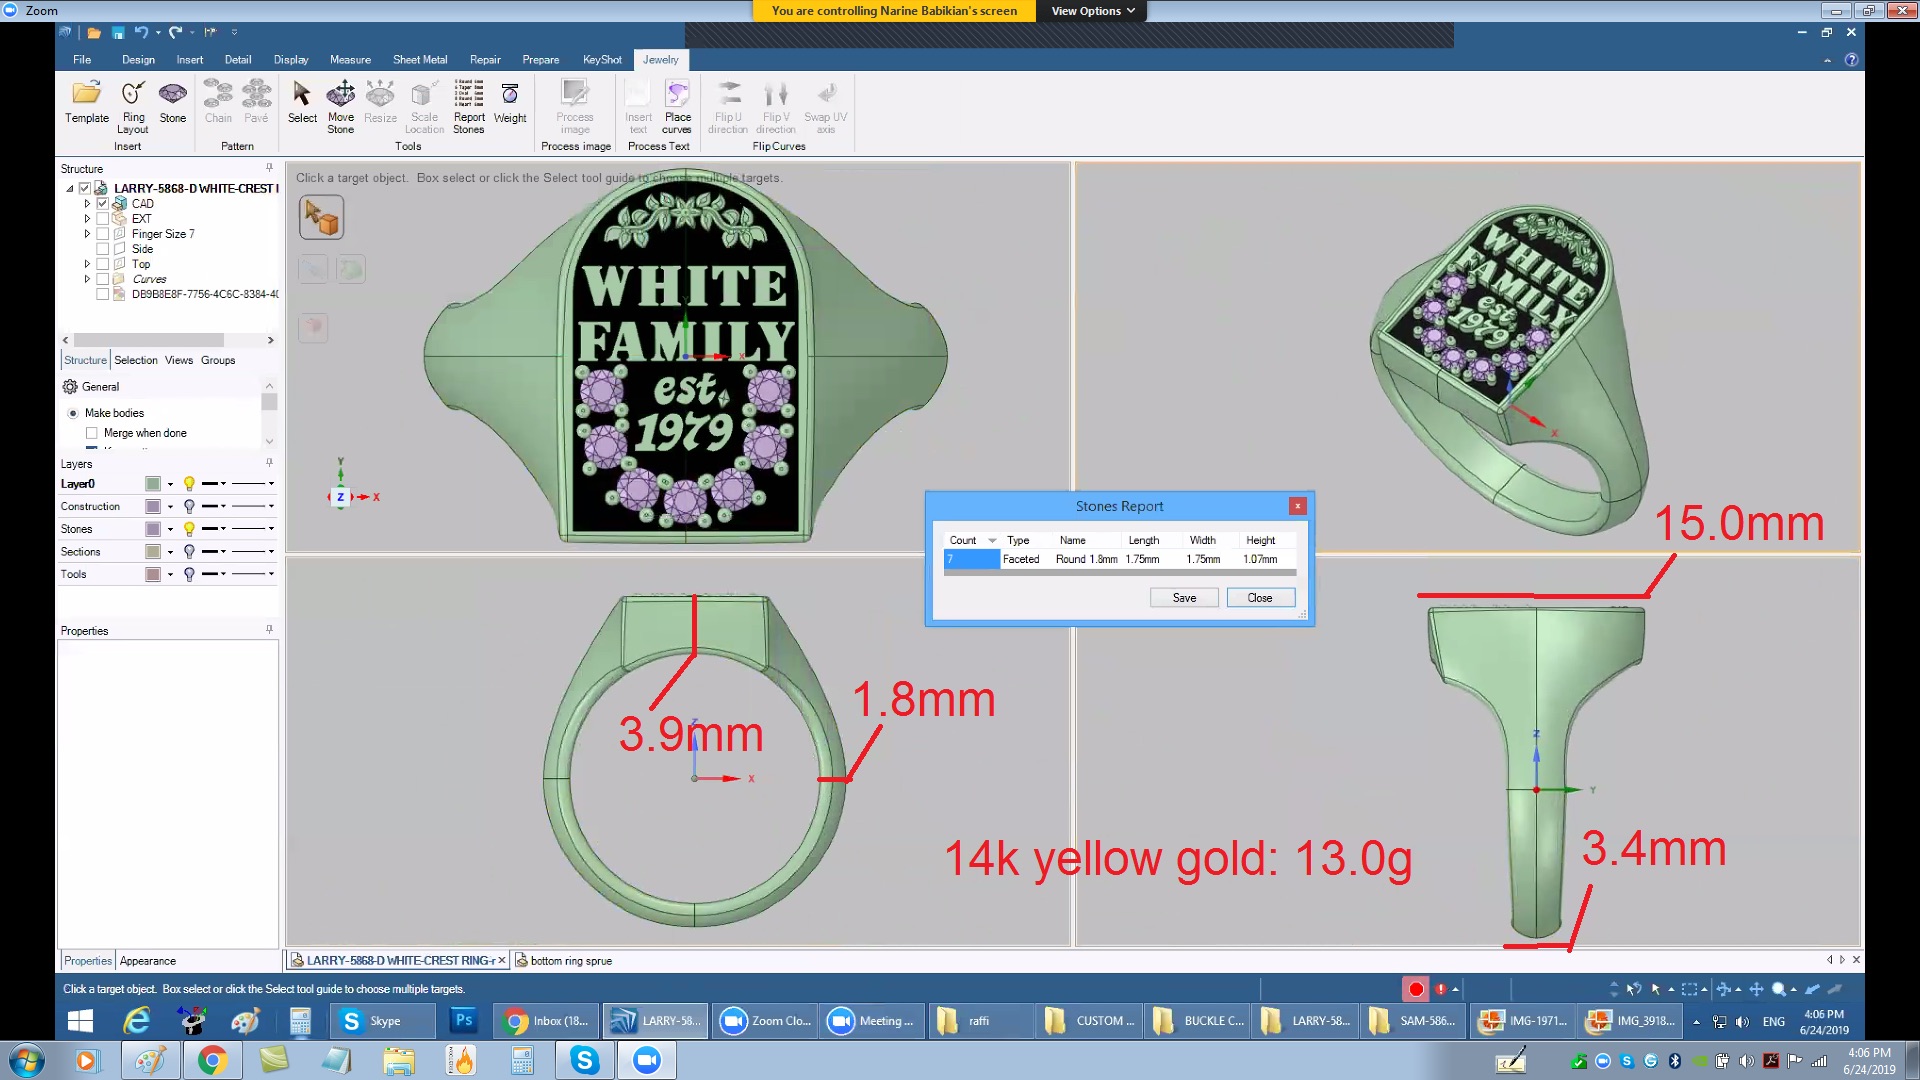 Zoom
You are controlling Narine Babikian's screen
View Options
File Design Insert Detail Display Measure Sheet Metal Repair Prepare KeyShot Jewelry
Template
Ring Layout
Stone
Chain
Pavé
Select
Move Stone
Resize
Scale Location
Report Stones
Weight
Process image
Insert text
Place curves
Flip U direction
Flip V direction
Swap UV axis
Insert Pattern Tools Process image Process Text Flip Curves
Structure
LARRY-5868-D WHITE-CREST
CAD
EXT
Finger Size 7
Side
Top
Curves
DB9B8E8F-7756-4C6C-8384-4
Structure Selection Views Groups
General
Make bodies
Merge when done
Layers
Layer0
Construction
Stones
Sections
Tools
Properties
Properties Appearance
Click a target object. Box select or click the Select tool guide to choose multiple targets.
WHITE
FAMILY
est.
1979
Y
Z X
X
WHITE
FAMILY
est.
1979
X
Stones Report
Count Type Name Length Width Height
7 Faceted Round 1.8mm 1.75mm 1.75mm 1.07mm
Save Close
15.0mm
3.9mm
1.8mm
Z
X
14k yellow gold: 13.0g
Z
Y
3.4mm
LARRY-5868-D WHITE-CREST RING-r bottom ring sprue
Click a target object. Box select or click the Select tool guide to choose multiple targets.
Skype
Ps
Inbox (18...
LARRY-58...
Zoom Clo...
Meeting ...
raffi
CUSTOM ...
BUCKLE C...
LARRY-58...
SAM-586...
IMG-1971...
IMG_3918...
ENG
4:06 PM
6/24/2019
4:06 PM
6/24/2019